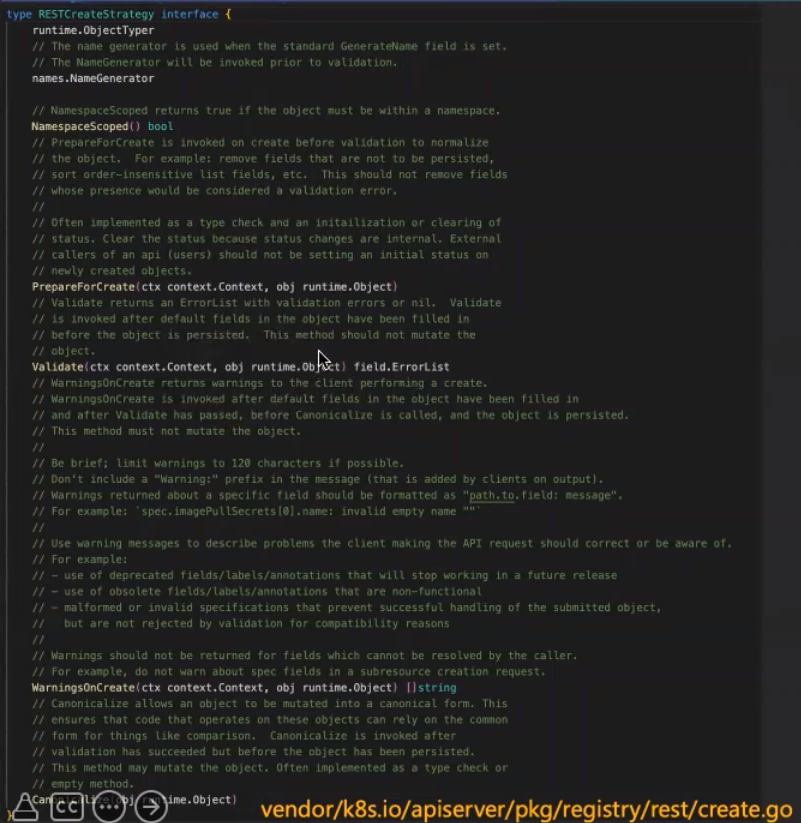 type RESTCreateStrategy interface {
runtime.ObjectTyper
// The name generator is used when the standard GenerateName field is set.
// The NameGenerator will be invoked prior to validation.
names.NameGenerator
// NamespaceScoped returns true if the object must be within a namespace.
NamespaceScoped() bool
// PrepareForCreate is invoked on create before validation to normalize
// the object.  For example: remove fields that are not to be persisted,
// sort order-insensitive list fields, etc.  This should not remove fields
// whose presence would be considered a validation error.
//
// Often implemented as a type check and an initailization or clearing of
// status. Clear the status because status changes are internal. External
// callers of an api (users) should not be setting an initial status on
// newly created objects.
PrepareForCreate(ctx context.Context, obj runtime.Object)
// Validate returns an ErrorList with validation errors or nil.  Validate
// is invoked after default fields in the object have been filled in
// before the object is persisted.  This method should not mutate the
// object.
Validate(ctx context.Context, obj runtime.Object) field.ErrorList
// WarningsOnCreate returns warnings to the client performing a create.
// WarningsOnCreate is invoked after default fields in the object have been filled in
// and after Validate has passed, before Canonicalize is called, and the object is persisted.
// This method must not mutate the object.
//
// Be brief; limit warnings to 120 characters if possible.
// Don't include a "Warning:" prefix in the message (that is added by clients on output).
// Warnings returned about a specific field should be formatted as "path.to.field: message".
// For example: `spec.imagePullSecrets[0].name: invalid empty name ""`
//
// Use warning messages to describe problems the client making the API request should correct or be aware of.
// For example:
// - use of deprecated fields/labels/annotations that will stop working in a future release
// - use of obsolete fields/labels/annotations that are non-functional
// - malformed or invalid specifications that prevent successful handling of the submitted object,
//   but are not rejected by validation for compatibility reasons
//
// Warnings should not be returned for fields which cannot be resolved by the caller.
// For example, do not warn about spec fields in a subresource creation request.
WarningsOnCreate(ctx context.Context, obj runtime.Object) []string
// Canonicalize allows an object to be mutated into a canonical form. This
// ensures that code that operates on these objects can rely on the common
// form for things like comparison.  Canonicalize is invoked after
// validation has succeeded but before the object has been persisted.
// This method may mutate the object. Often implemented as a type check or
// empty method.
Canonicalize(obj runtime.Object)
}
CC
vendor/k8s.io/apiserver/pkg/registry/rest/create.go